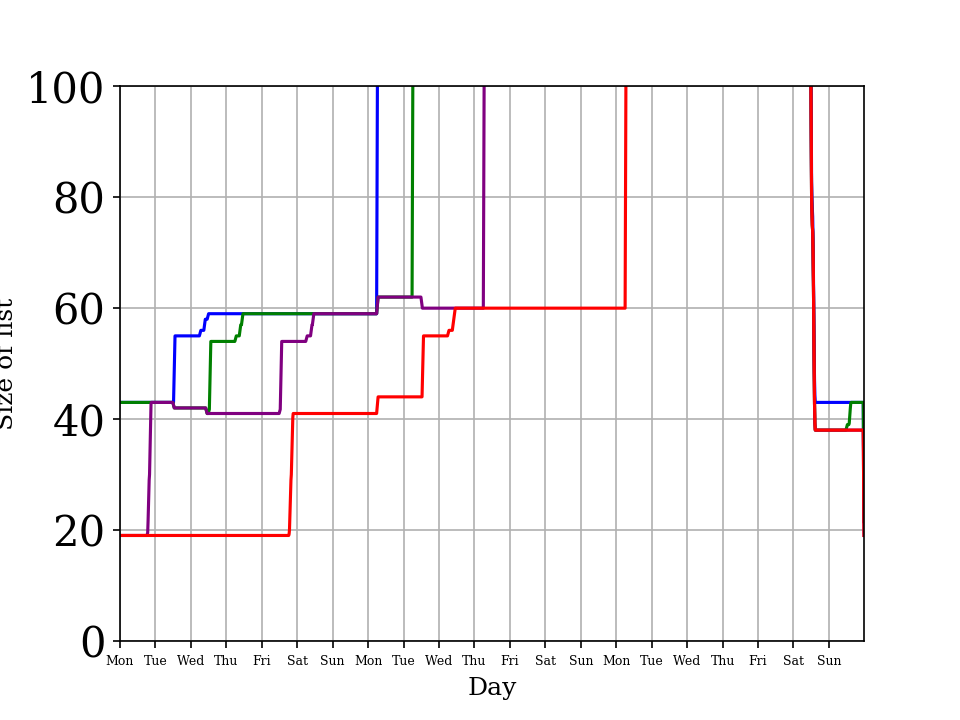 100
80
60
40
20
0
Size of list
Mon Tue Wed Thu Fri Sat Sun Mon Tue Wed Thu Fri Sat Sun Mon Tue Wed Thu Fri Sat Sun
Day